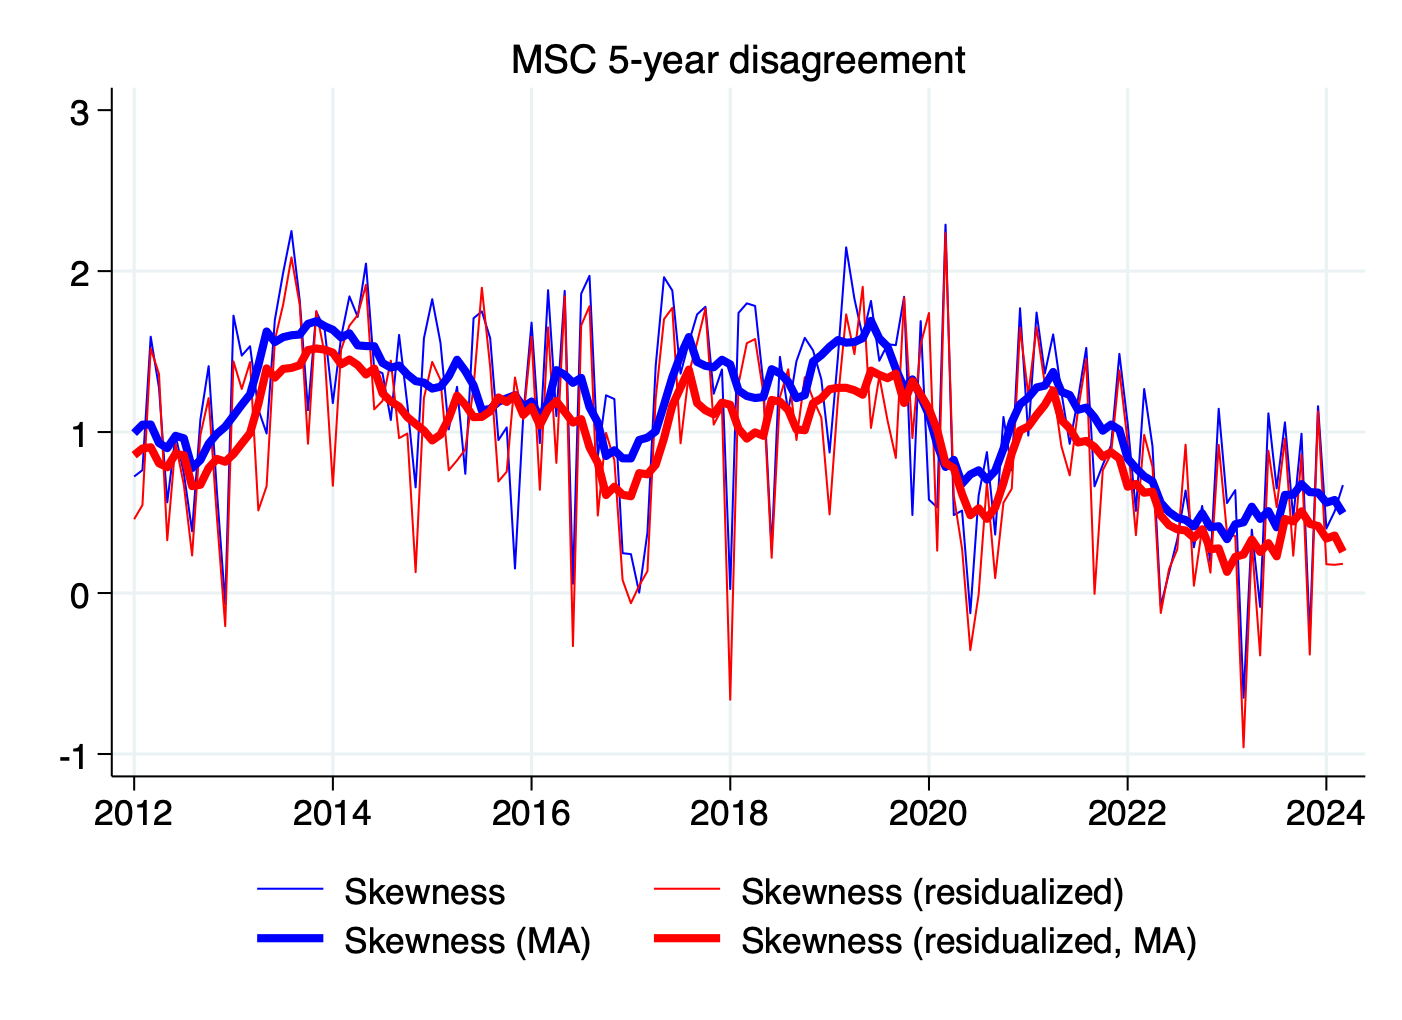 MSC 5-year disagreement
3
2
1
0
-1
2012 2014 2016 2018 2020 2022 2024
Skewness Skewness (residualized)
Skewness (MA) Skewness (residualized, MA)